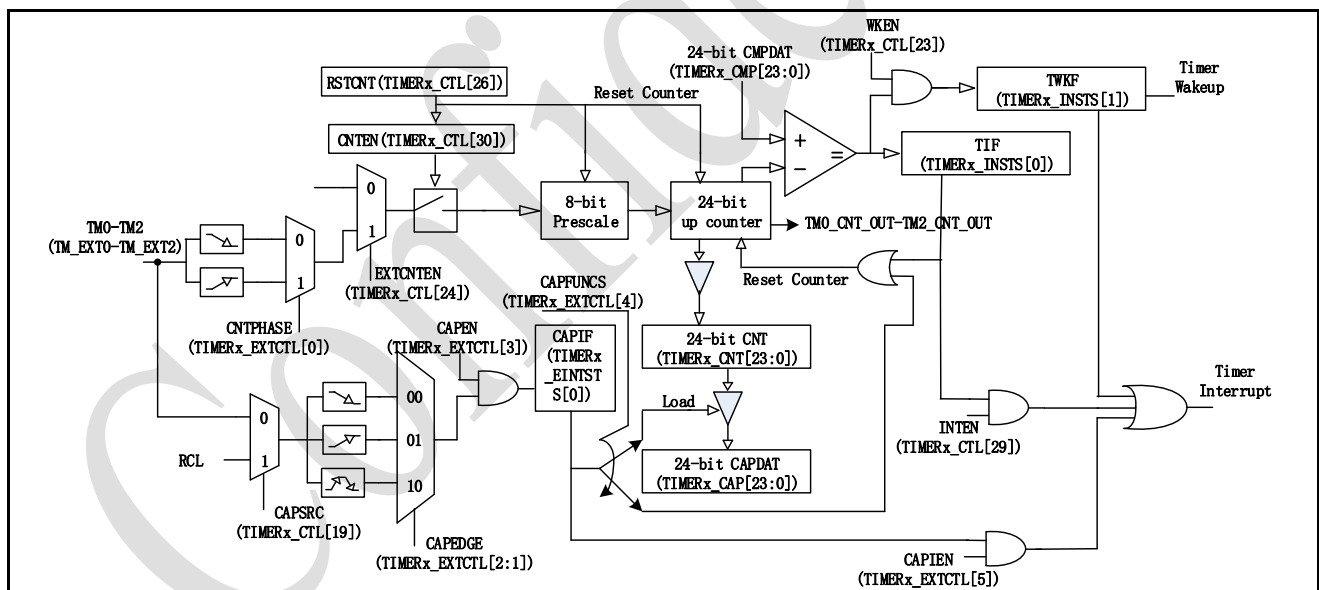 WKEN
(TIMERx_CTL[23])
24-bit CMPDAT
(TIMERx_CMP[23:0])
RSTCNT(TIMERx_CTL[26])
Reset Counter
TWKF
(TIMERx_INSTS[1])
Timer
Wakeup
CNTEN(TIMERx_CTL[30])
TIF
(TIMERx_INSTS[0])
+
−
=
0
1
8-bit
Prescale
24-bit
up counter
TM0_CNT_OUT-TM2_CNT_OUT
TM0-TM2
(TM_EXT0-TM_EXT2)
0
1
EXTCNTEN
(TIMERx_CTL[24])
Reset Counter
CAPFUNCS
(TIMERx_EXTCTL[4])
CNTPHASE
(TIMERx_EXTCTL[0])
CAPEN
(TIMERx_EXTCTL[3])
CAPIF
(TIMERx
_EINTST
S[0])
24-bit CNT
(TIMERx_CNT[23:0])
Timer
Interrupt
00
01
10
Load
0
1
RCL
INTEN
(TIMERx_CTL[29])
24-bit CAPDAT
(TIMERx_CAP[23:0])
CAPSRC
(TIMERx_CTL[19])
CAPEDGE
(TIMERx_EXTCTL[2:1])
CAPIEN
(TIMERx_EXTCTL[5])
Confid